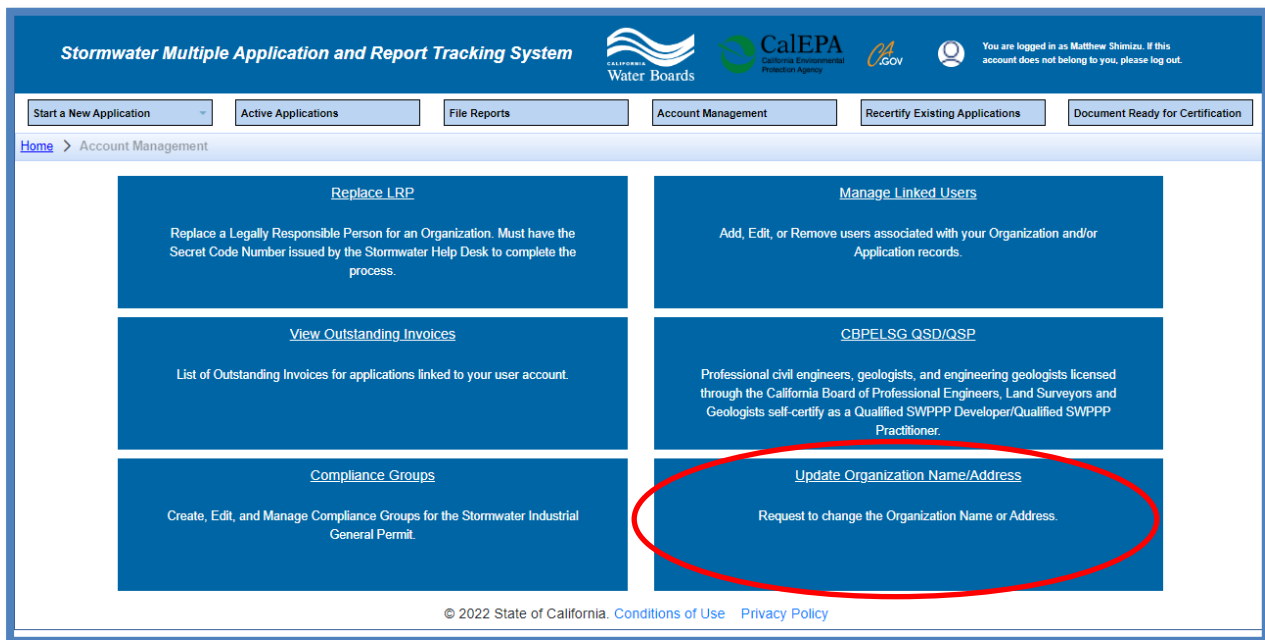 Stormwater Multiple Application and Report Tracking System
CALIFORNIA
Water Boards
CalEPA
California Environmental
Protection Agency
CA
.GOV
You are logged in as Matthew Shimizu. If this
account does not belong to you, please log out.
Start a New Application
Active Applications
File Reports
Account Management
Recertify Existing Applications
Document Ready for Certification
Home > Account Management
Replace LRP
Replace a Legally Responsible Person for an Organization. Must have the
Secret Code Number issued by the Stormwater Help Desk to complete the
process.
Manage Linked Users
Add, Edit, or Remove users associated with your Organization and/or
Application records.
View Outstanding Invoices
List of Outstanding Invoices for applications linked to your user account.
CBPELSG QSD/QSP
Professional civil engineers, geologists, and engineering geologists licensed
through the California Board of Professional Engineers, Land Surveyors and
Geologists self-certify as a Qualified SWPPP Developer/Qualified SWPPP
Practitioner.
Compliance Groups
Create, Edit, and Manage Compliance Groups for the Stormwater Industrial
General Permit.
Update Organization Name/Address
Request to change the Organization Name or Address.
© 2022 State of California. Conditions of Use Privacy Policy